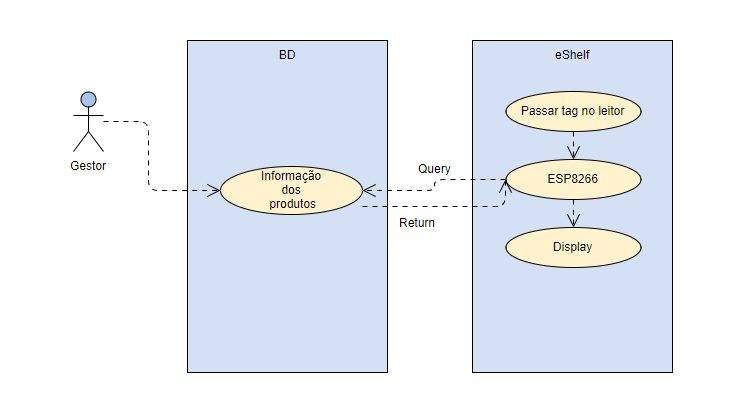 BD
eShelf
Passar tag no leitor
Gestor
Informação
dos
produtos
Query
ESP8266
Return
Display